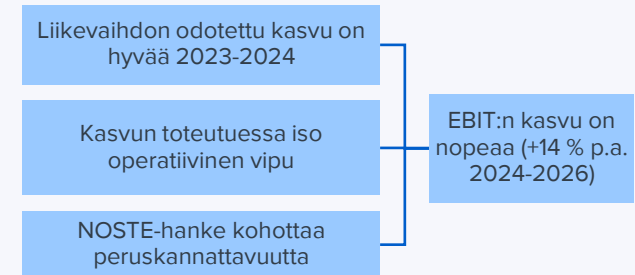 Liikevaihdon odotettu kasvu on
hyvää 2023-2024
Kasvun toteutuessa iso
operatiivinen vipu
NOSTE-hanke kohottaa
peruskannattavuutta
EBIT:n kasvu on
nopeaa (+14 % p.a.
2024-2026)